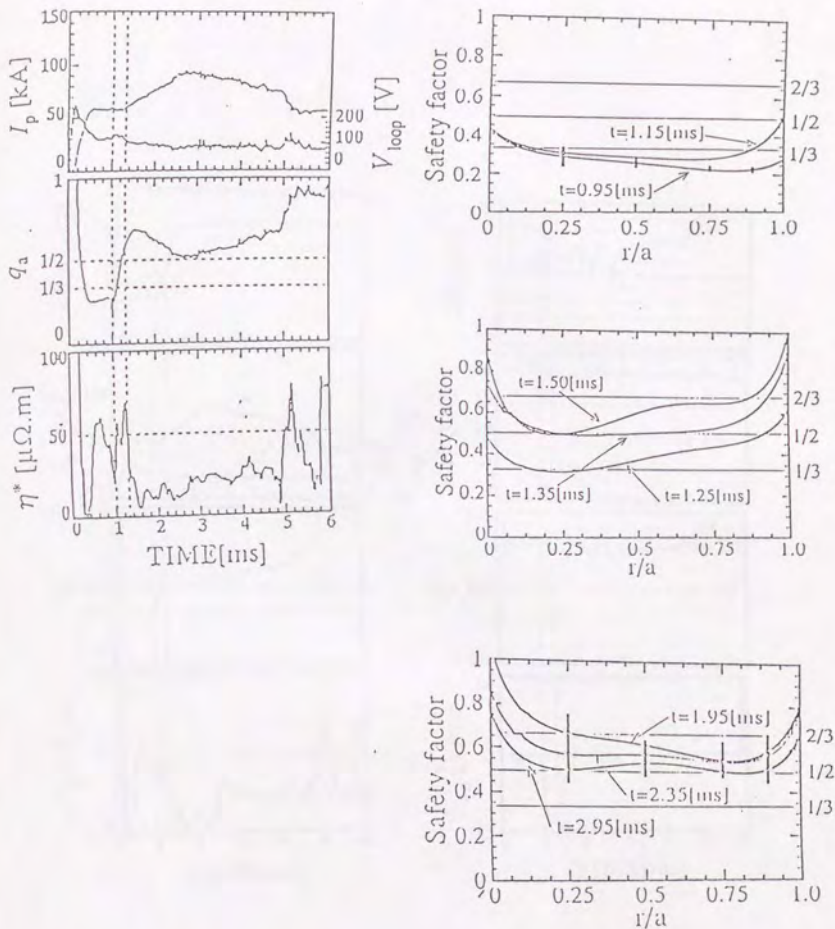 150
100
50
0
I_p [kA]
200
100
0
V_loop [V]
1
1/2
1/3
0
q_a
100
50
0
η* [μΩ.m]
0 1 2 3 4 5 6
TIME[ms]
1
0.8
0.6
0.4
0.2
0
Safety factor
2/3
1/2
1/3
t=1.15[ms]
t=0.95[ms]
0 0.25 0.5 0.75 1.0
r/a
1
0.8
0.6
0.4
0.2
0
Safety factor
t=1.50[ms]
2/3
1/2
1/3
t=1.35[ms]
t=1.25[ms]
0 0.25 0.5 0.75 1.0
r/a
1
0.8
0.6
0.4
0.2
0
Safety factor
t=1.95[ms]
2/3
1/2
1/3
t=2.35[ms]
t=2.95[ms]
0 0.25 0.5 0.75 1.0
r/a